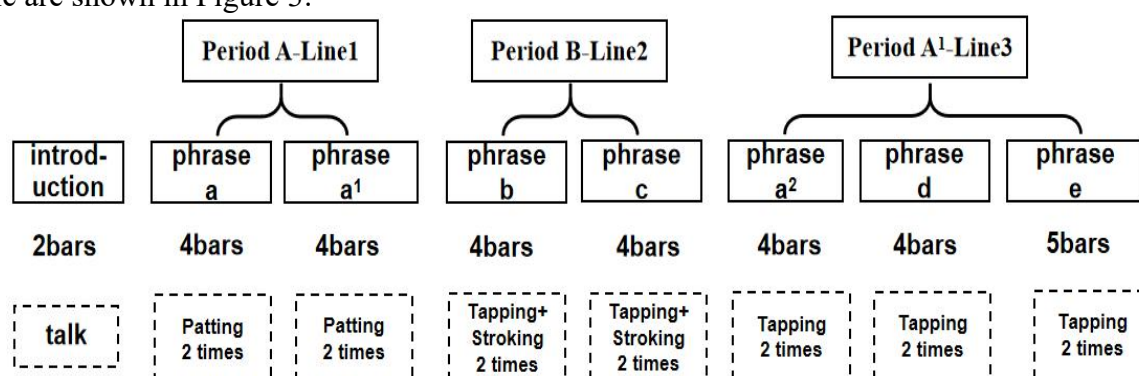 are shown in Figure 3.
Period A-Line1 Period B-Line2 Period A¹-Line3
introd- phrase phrase phrase phrase phrase phrase phrase
uction a a¹ b c a² d e
2bars 4bars 4bars 4bars 4bars 4bars 4bars 5bars
talk
Patting
2 times
Patting
2 times
Tapping+
Stroking
2 times
Tapping+
Stroking
2 times
Tapping
2 times
Tapping
2 times
Tapping
2 times